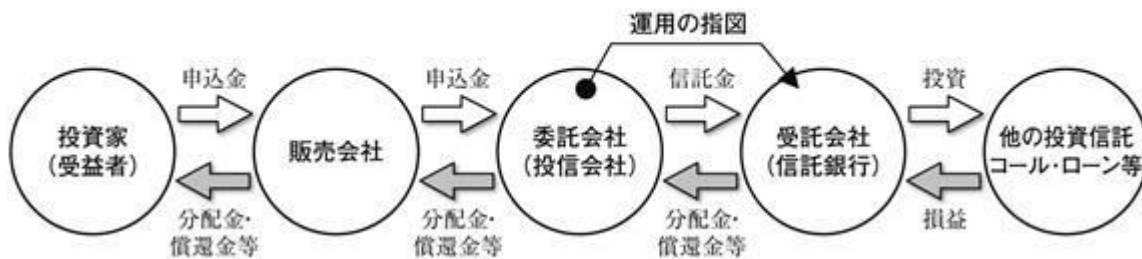 運用の指図
申込金
申込金
信託金
投資
投資家
(受益者)
販売会社
委託会社
(投信会社)
受託会社
(信託銀行)
他の投資信託
コール・ローン等
分配金・
償還金等
分配金・
償還金等
分配金・
償還金等
損益